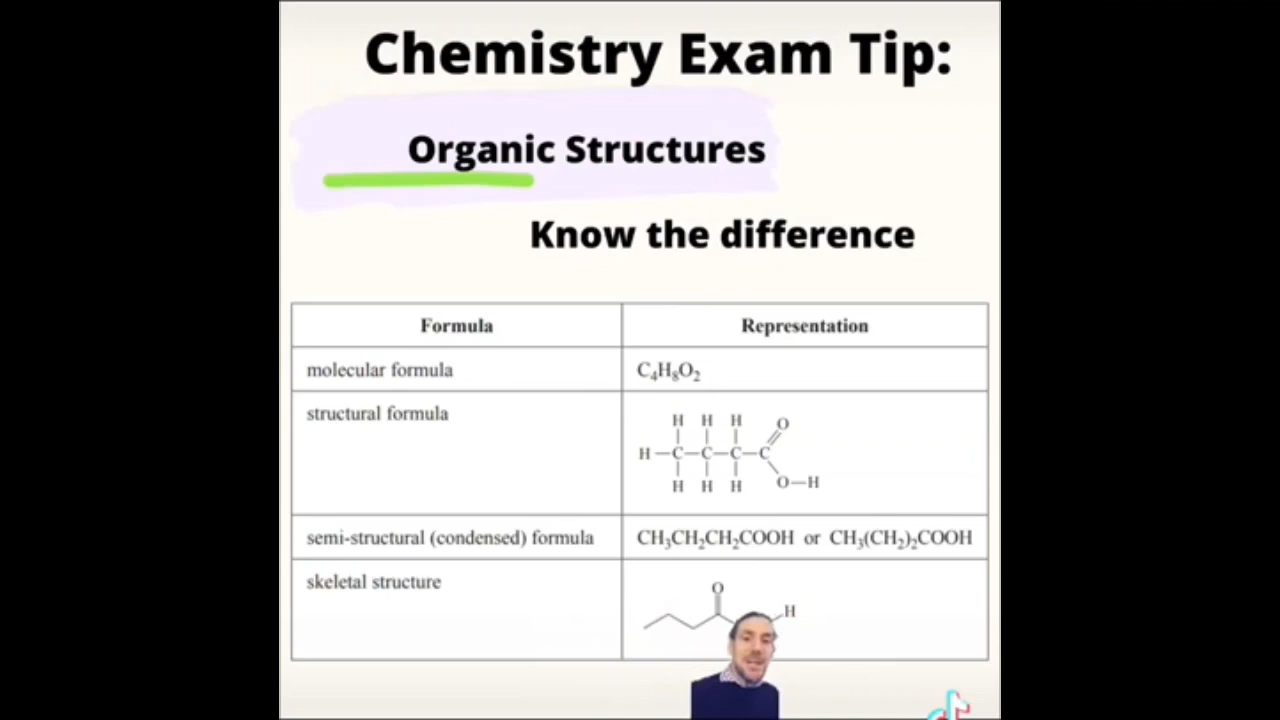 Chemistry Exam Tip:
Organic Structures
Know the difference
Formula Representation
molecular formula C₄H₈O₂
structural formula
H H H O
H—C—C—C—C
H H H O—H
semi-structural (condensed) formula CH₃CH₂CH₂COOH or CH₃(CH₂)₂COOH
skeletal structure
O
H